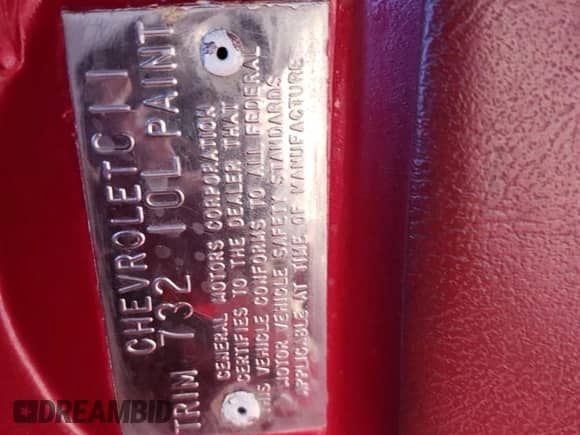 CHEVROLET C 11
TRIM 732 10L PAINT
GENERAL MOTORS CORPORATION
CERTIFIES TO THE DEALER THAT
THIS VEHICLE CONFORMS TO ALL FEDERAL
MOTOR VEHICLE SAFETY STANDARDS
APPLICABLE AT TIME OF MANUFACTURE
DREAMBID